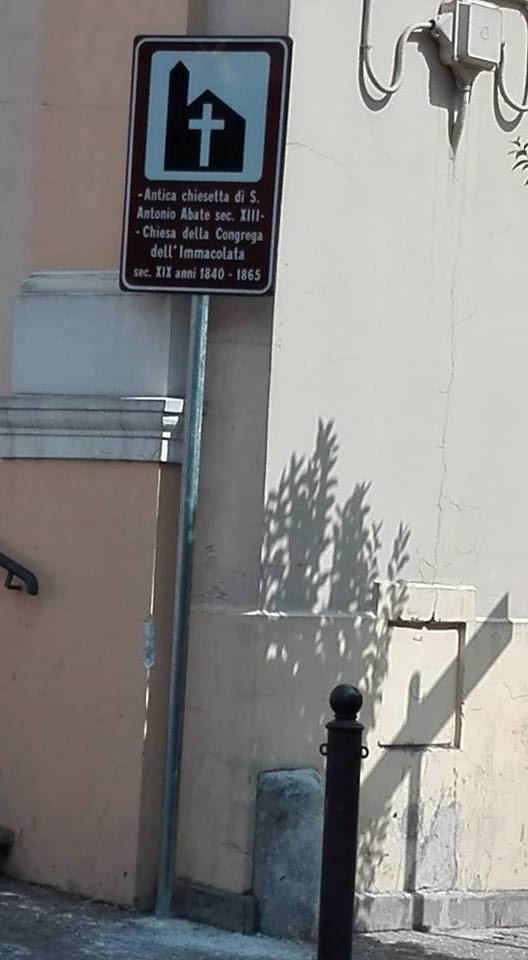 -Antica chiesetta di S.
Antonio Abate sec. XIII-
-Chiesa della Congrega
dell'Immacolata
sec. XIX anni 1840 - 1865